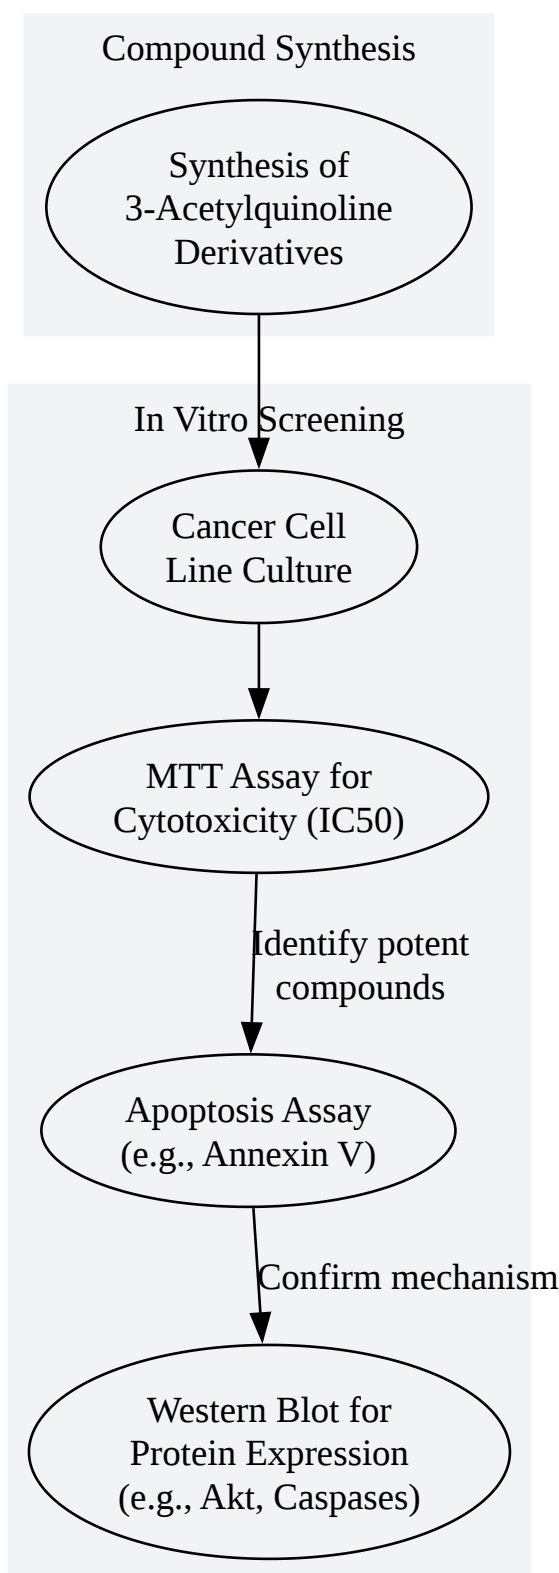 Compound Synthesis
Synthesis of
3-Acetylquinoline
Derivatives
In Vitro Screening
Cancer Cell
Line Culture
MTT Assay for
Cytotoxicity (IC50)
Identify potent
compounds
Apoptosis Assay
(e.g., Annexin V)
Confirm mechanism
Western Blot for
Protein Expression
(e.g., Akt, Caspases)